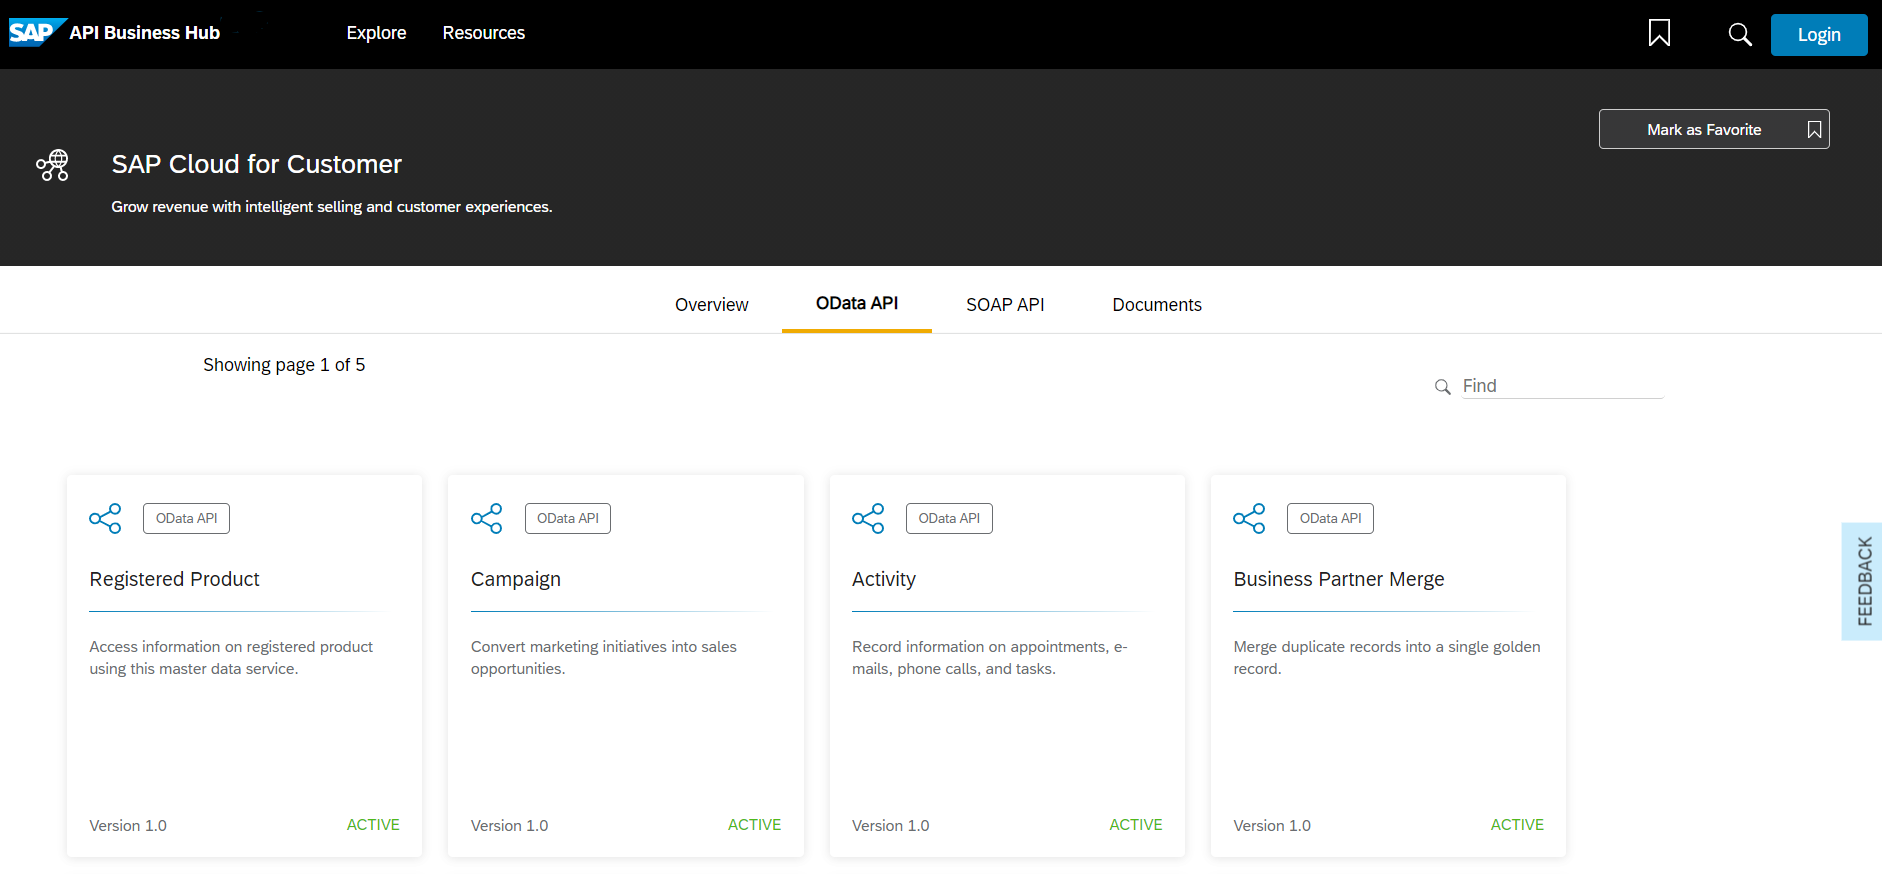 SAP API Business Hub
Explore
Resources
Login
Mark as Favorite
SAP Cloud for Customer
Grow revenue with intelligent selling and customer experiences.
Overview
OData API
SOAP API
Documents
Showing page 1 of 5
Find
OData API
Registered Product
Access information on registered product
using this master data service.
Version 1.0
ACTIVE
OData API
Campaign
Convert marketing initiatives into sales
opportunities.
Version 1.0
ACTIVE
OData API
Activity
Record information on appointments, e-
mails, phone calls, and tasks.
Version 1.0
ACTIVE
OData API
Business Partner Merge
Merge duplicate records into a single golden
record.
Version 1.0
ACTIVE
FEEDBACK